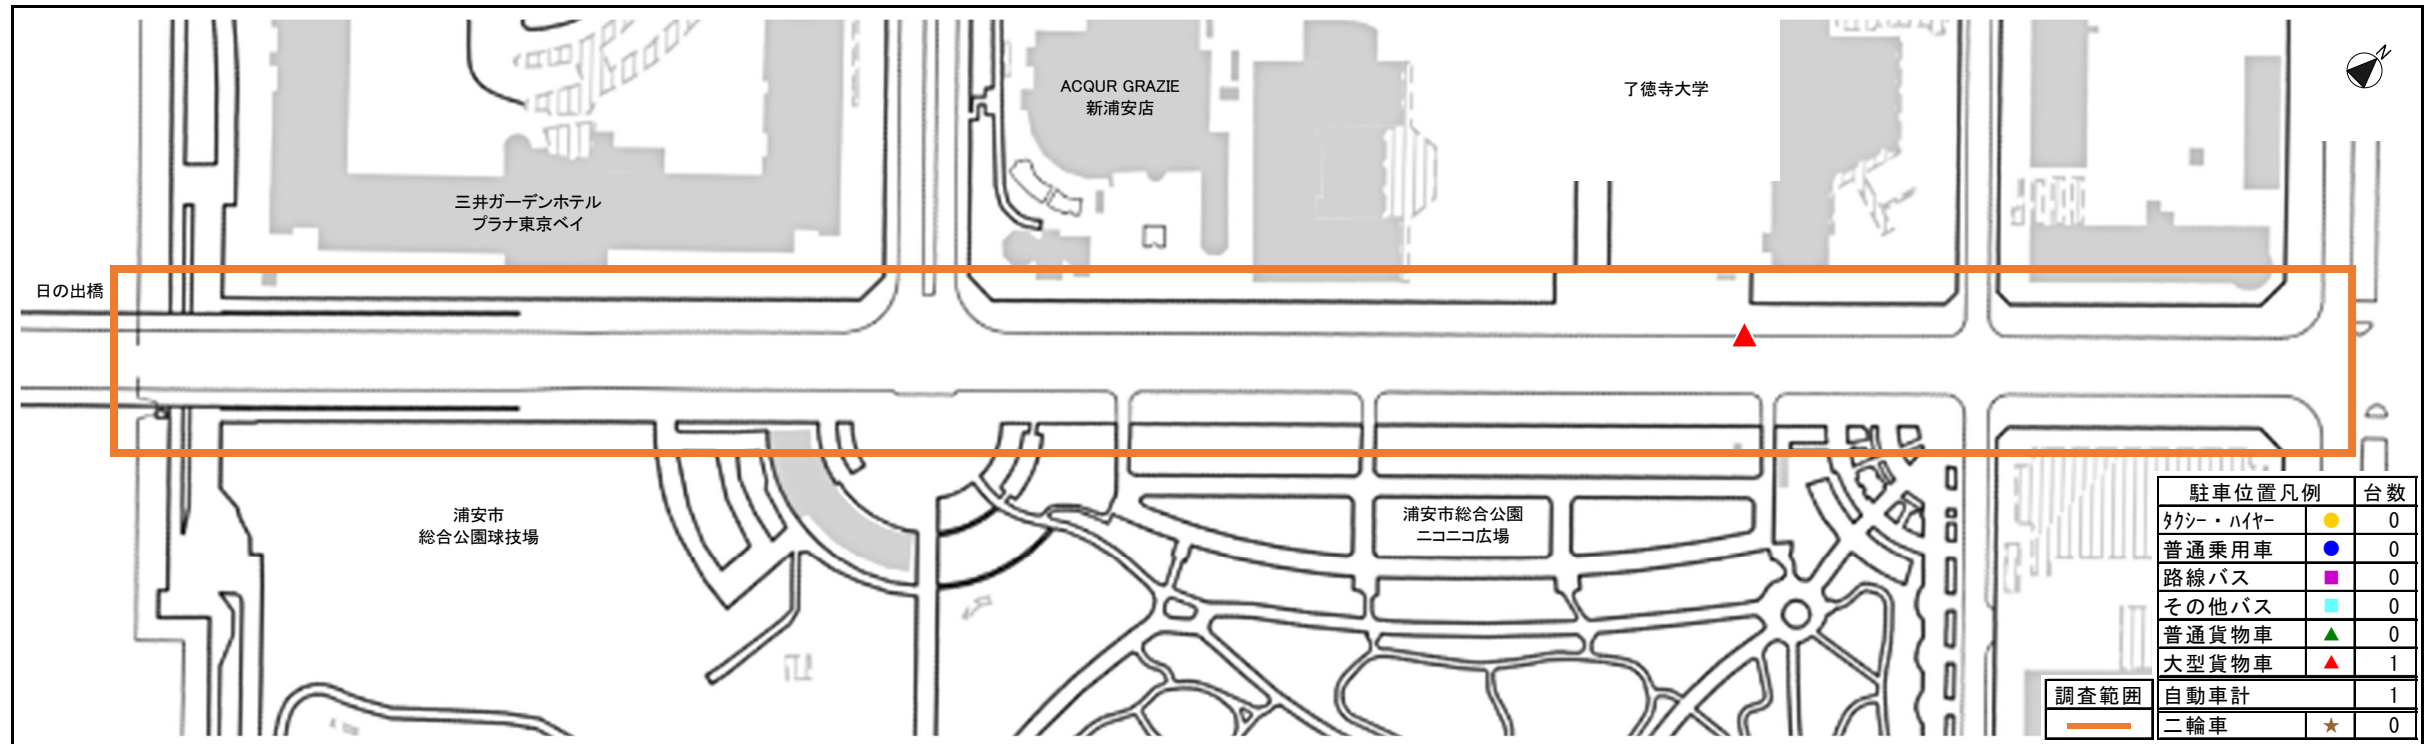 N
ACQUR GRAZIE
新浦安店
了徳寺大学
三井ガーデンホテル
プラナ東京ベイ
日の出橋
浦安市
総合公園球技場
浦安市総合公園
ニコニコ広場
駐車位置凡例 台数
ﾀｸｼｰ・ﾊｲﾔｰ ● 0
普通乗用車 ● 0
路線バス ■ 0
その他バス ■ 0
普通貨物車 ▲ 0
大型貨物車 ▲ 1
調査範囲 自動車計 1
二輪車 ★ 0